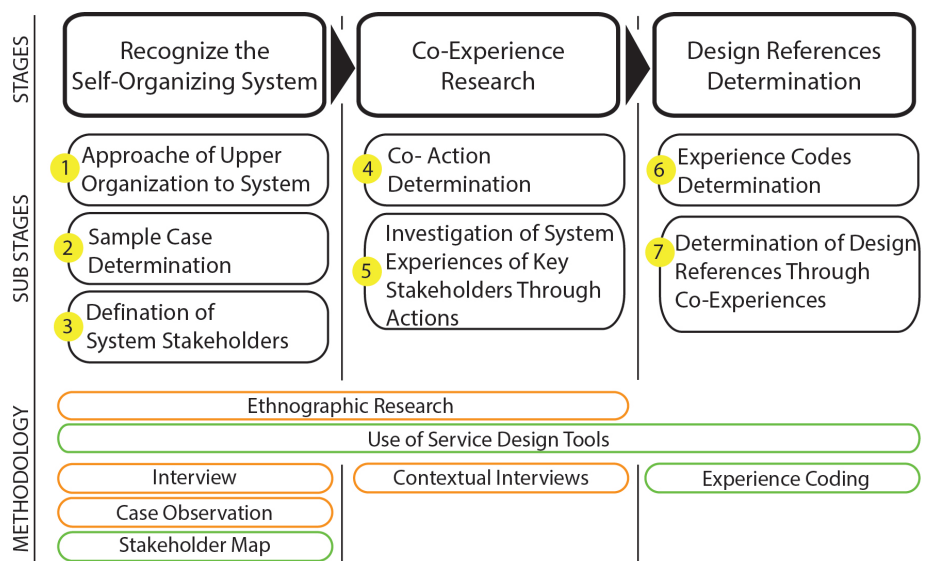 STAGES
Recognize the
Self-Organizing System
Co-Experience
Research
Design References
Determination
SUB STAGES
1
Approache of Upper
Organization to System
2
Sample Case
Determination
3
Defination of
System Stakeholders
4
Co- Action
Determination
5
Investigation of System
Experiences of Key
Stakeholders Through
Actions
6
Experience Codes
Determination
7
Determination of Design
References Through
Co-Experiences
METHODOLOGY
Ethnographic Research
Use of Service Design Tools
Interview
Contextual Interviews
Experience Coding
Case Observation
Stakeholder Map